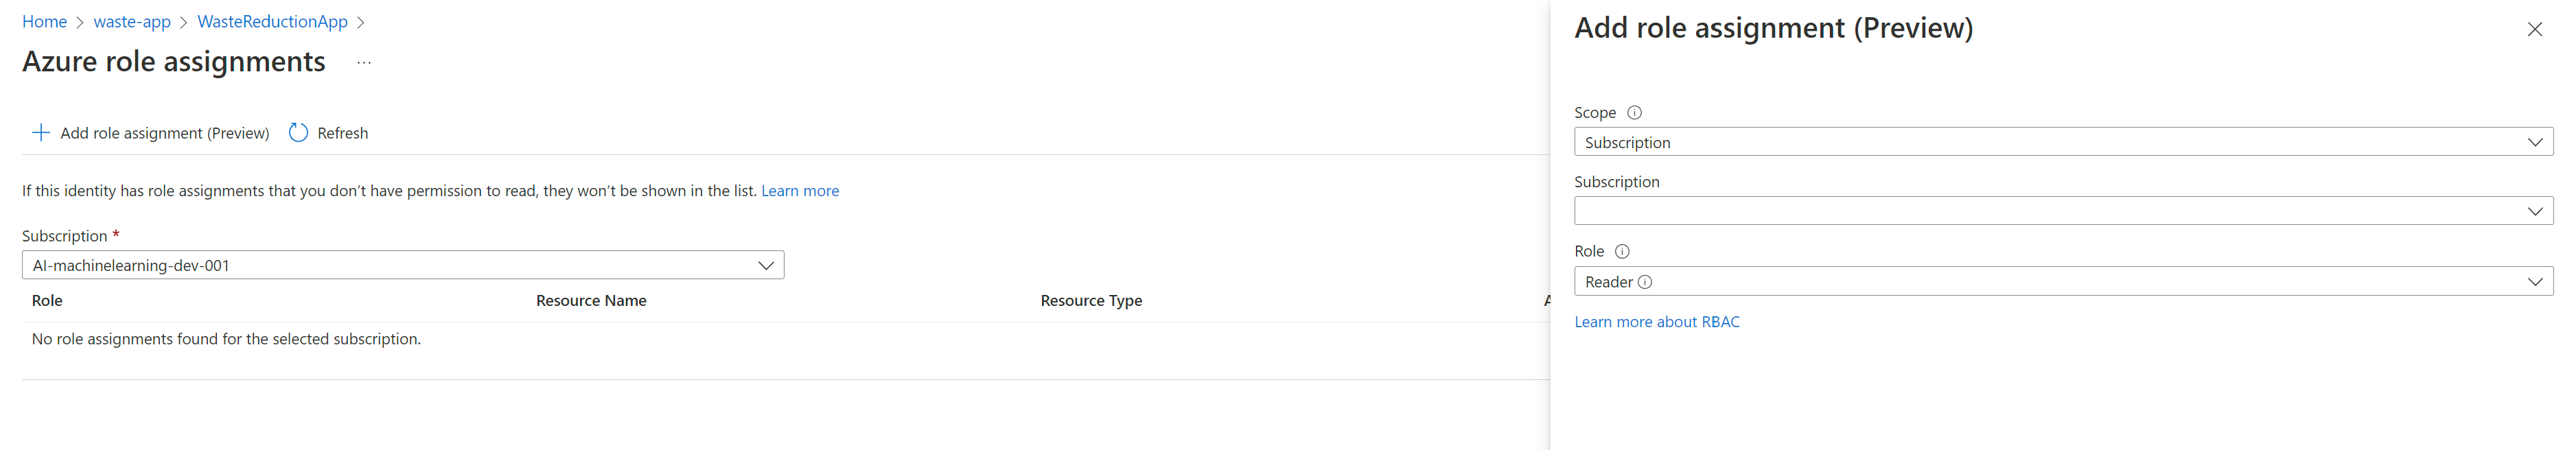 Home > waste-app > WasteReductionApp >
Azure role assignments ...
Add role assignment (Preview) Refresh
If this identity has role assignments that you don't have permission to read, they won't be shown in the list. Learn more
Subscription *
AI-machinelearning-dev-001
Role Resource Name Resource Type A
No role assignments found for the selected subscription.
Add role assignment (Preview)
Scope
Subscription
Subscription
Role
Reader
Learn more about RBAC